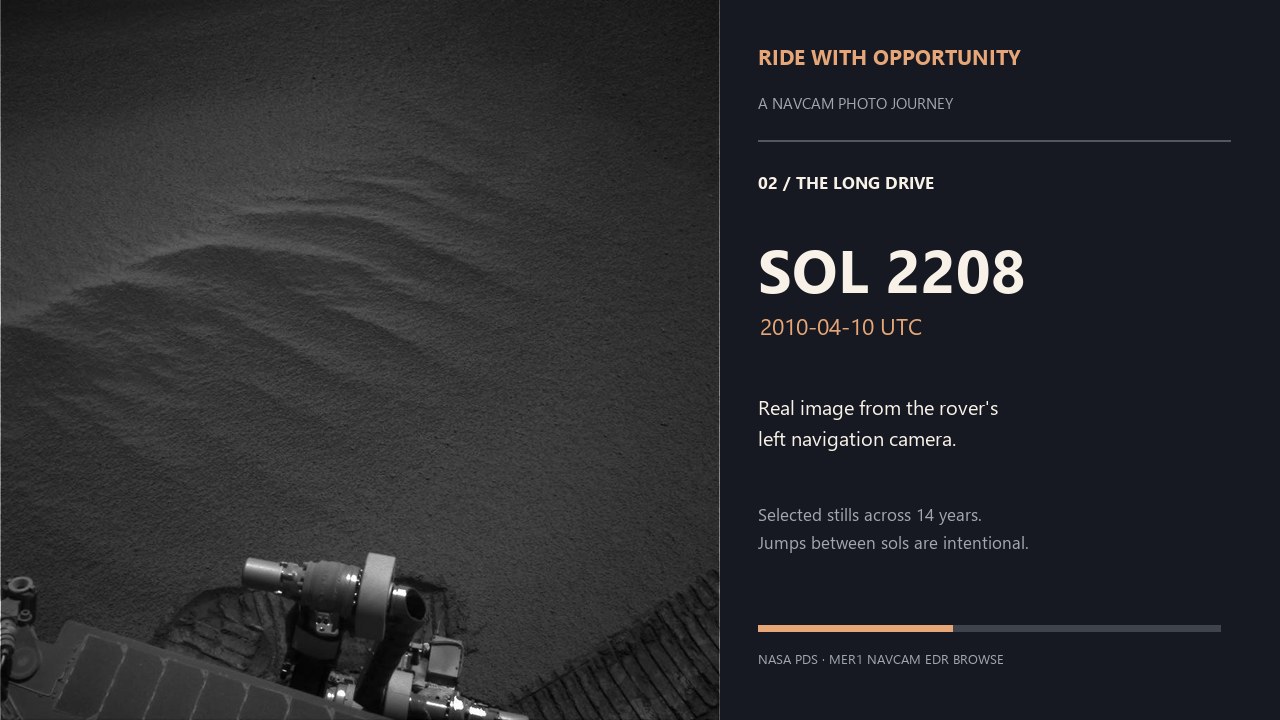 RIDE WITH OPPORTUNITY
A NAVCAM PHOTO JOURNEY
02 / THE LONG DRIVE
SOL 2208
2010-04-10 UTC
Real image from the rover's
left navigation camera.
Selected stills across 14 years.
Jumps between sols are intentional.
NASA PDS · MER1 NAVCAM EDR BROWSE